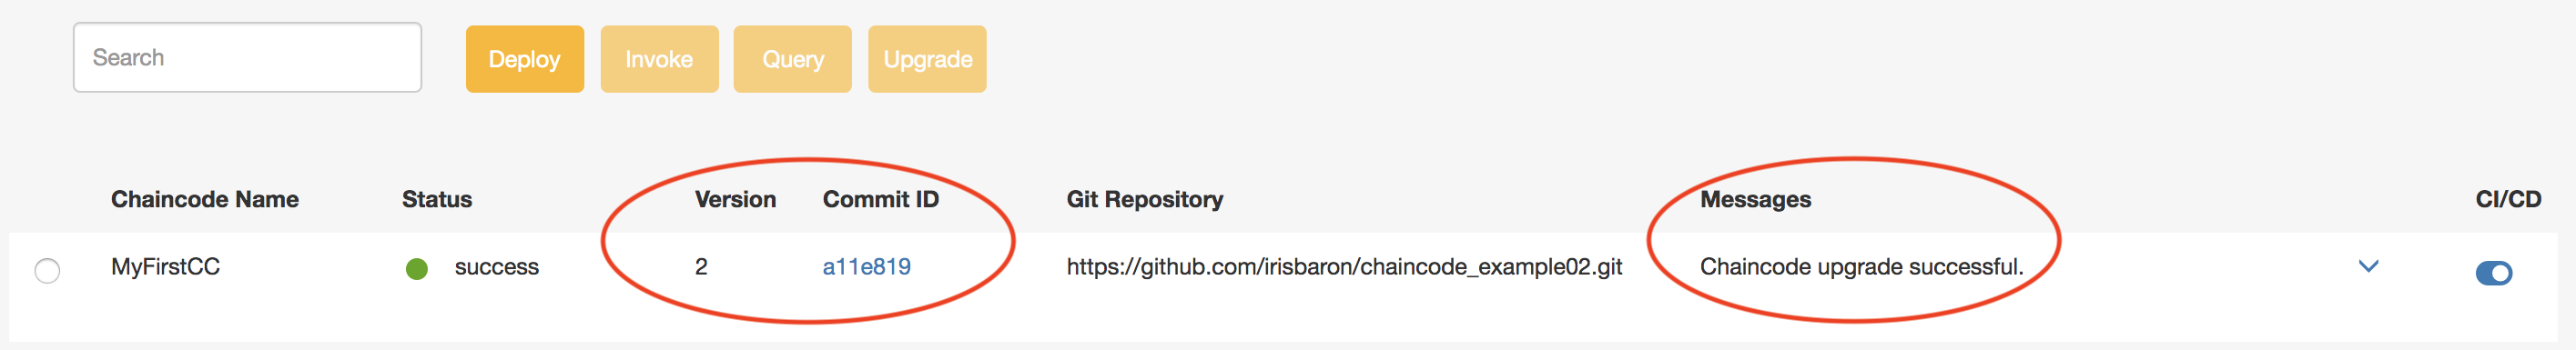 Search Deploy Invoke Query Upgrade
Chaincode Name Status Version Commit ID Git Repository Messages CI/CD
MyFirstCC success 2 a11e819 https://github.com/irisbaron/chaincode_example02.git Chaincode upgrade successful.